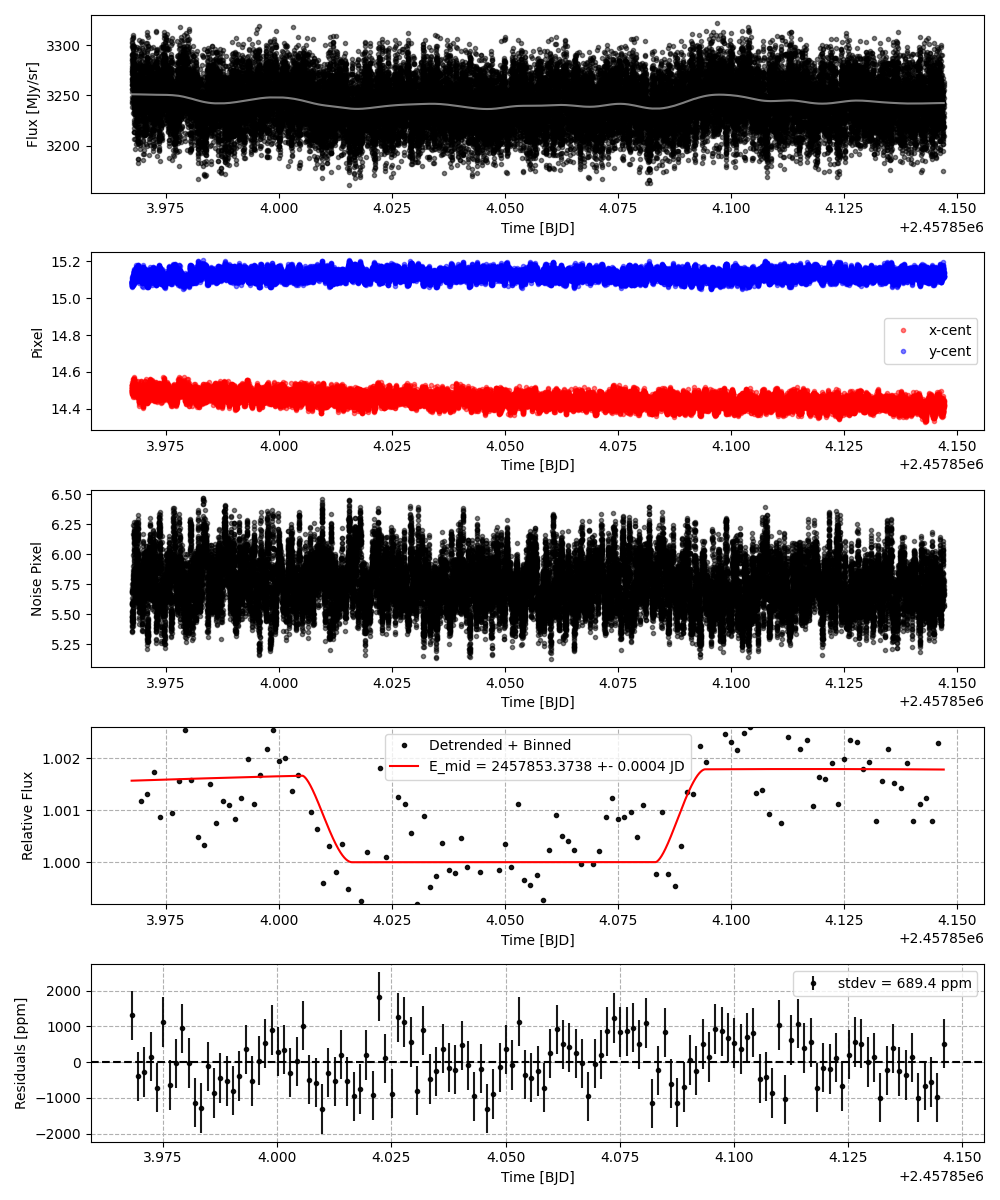 Flux [MJy/sr]
3300
3250
3200
3.975 4.000 4.025 4.050 4.075 4.100 4.125 4.150
Time [BJD]
+2.45785e6
Pixel
15.2
15.0
14.8
14.6
14.4
x-cent
y-cent
3.975 4.000 4.025 4.050 4.075 4.100 4.125 4.150
Time [BJD]
+2.45785e6
Noise Pixel
6.50
6.25
6.00
5.75
5.50
5.25
3.975 4.000 4.025 4.050 4.075 4.100 4.125 4.150
Time [BJD]
+2.45785e6
Relative Flux
1.002
1.001
1.000
Detrended + Binned
E_mid = 2457853.3738 +- 0.0004 JD
3.975 4.000 4.025 4.050 4.075 4.100 4.125 4.150
Time [BJD]
+2.45785e6
Residuals [ppm]
2000
1000
0
−1000
−2000
stdev = 689.4 ppm
3.975 4.000 4.025 4.050 4.075 4.100 4.125 4.150
Time [BJD]
+2.45785e6